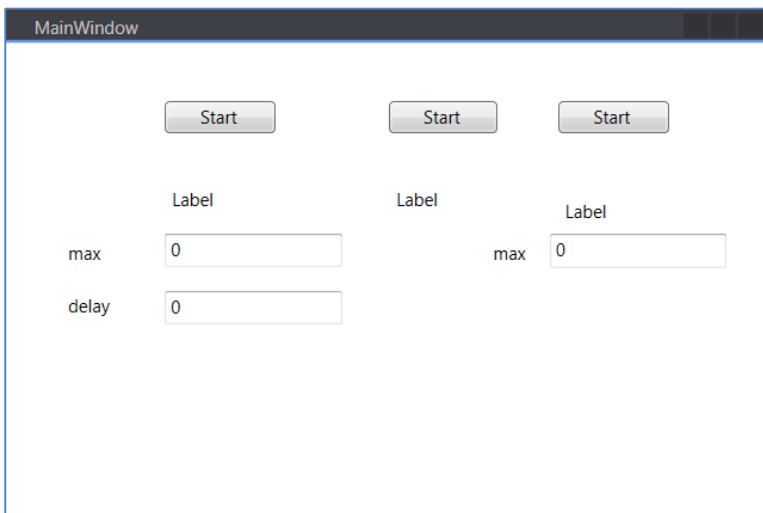 MainWindow
Start Start Start
Label Label
Label
max 0 max 0
delay 0